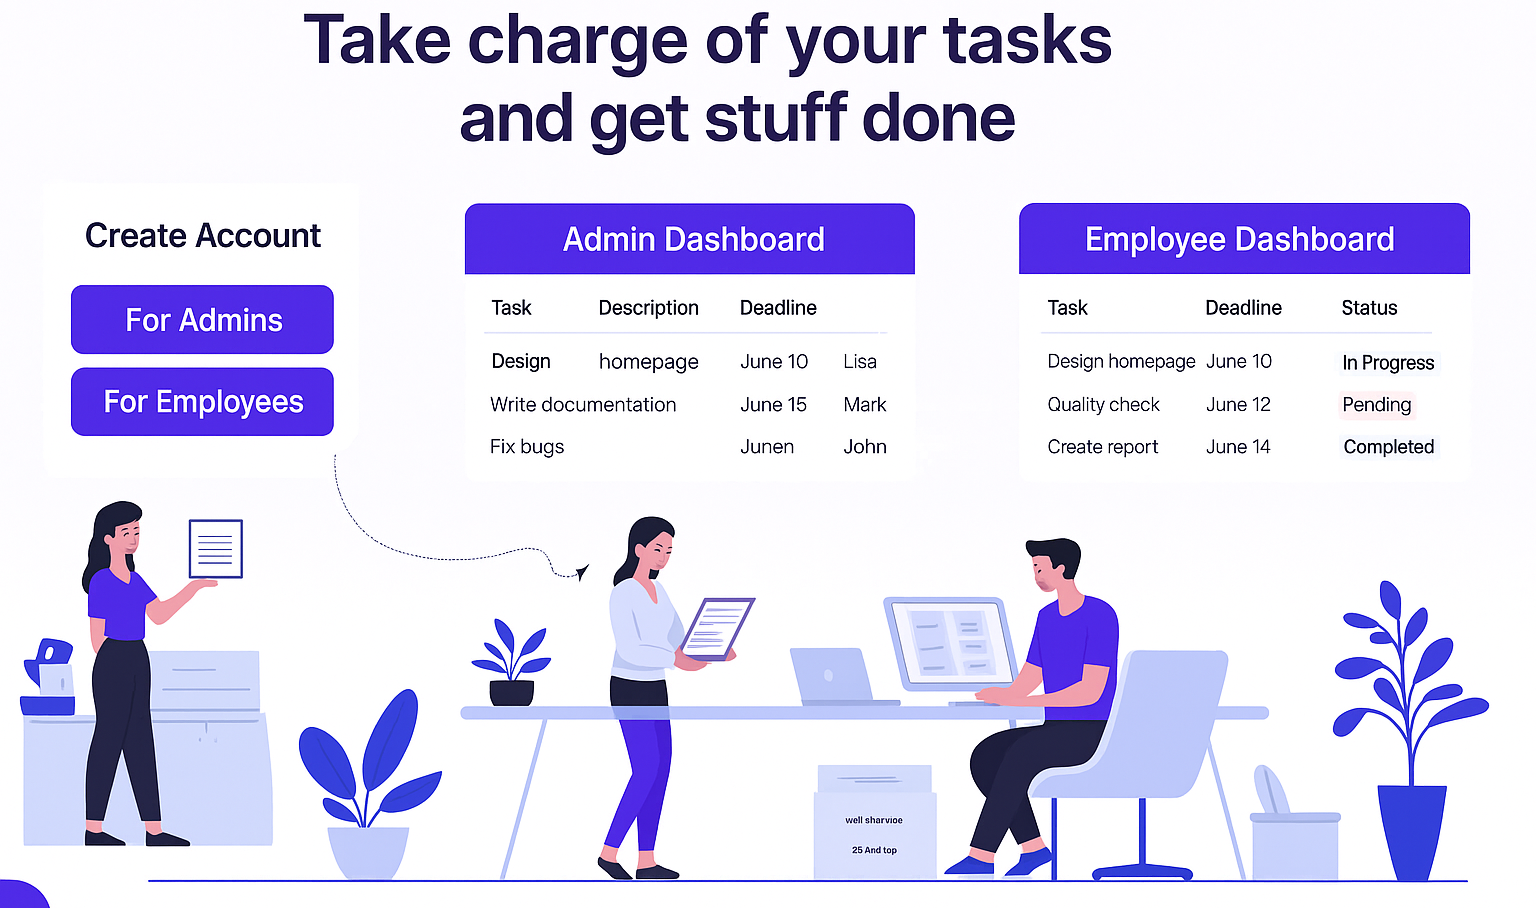 Take charge of your tasks
and get stuff done
Create Account
For Admins
For Employees
Admin Dashboard
Task Description Deadline
Design homepage June 10 Lisa
Write documentation June 15 Mark
Fix bugs Junen John
Employee Dashboard
Task Deadline Status
Design homepage June 10 In Progress
Quality check June 12 Pending
Create report June 14 Completed
well sharvioe
25 And top